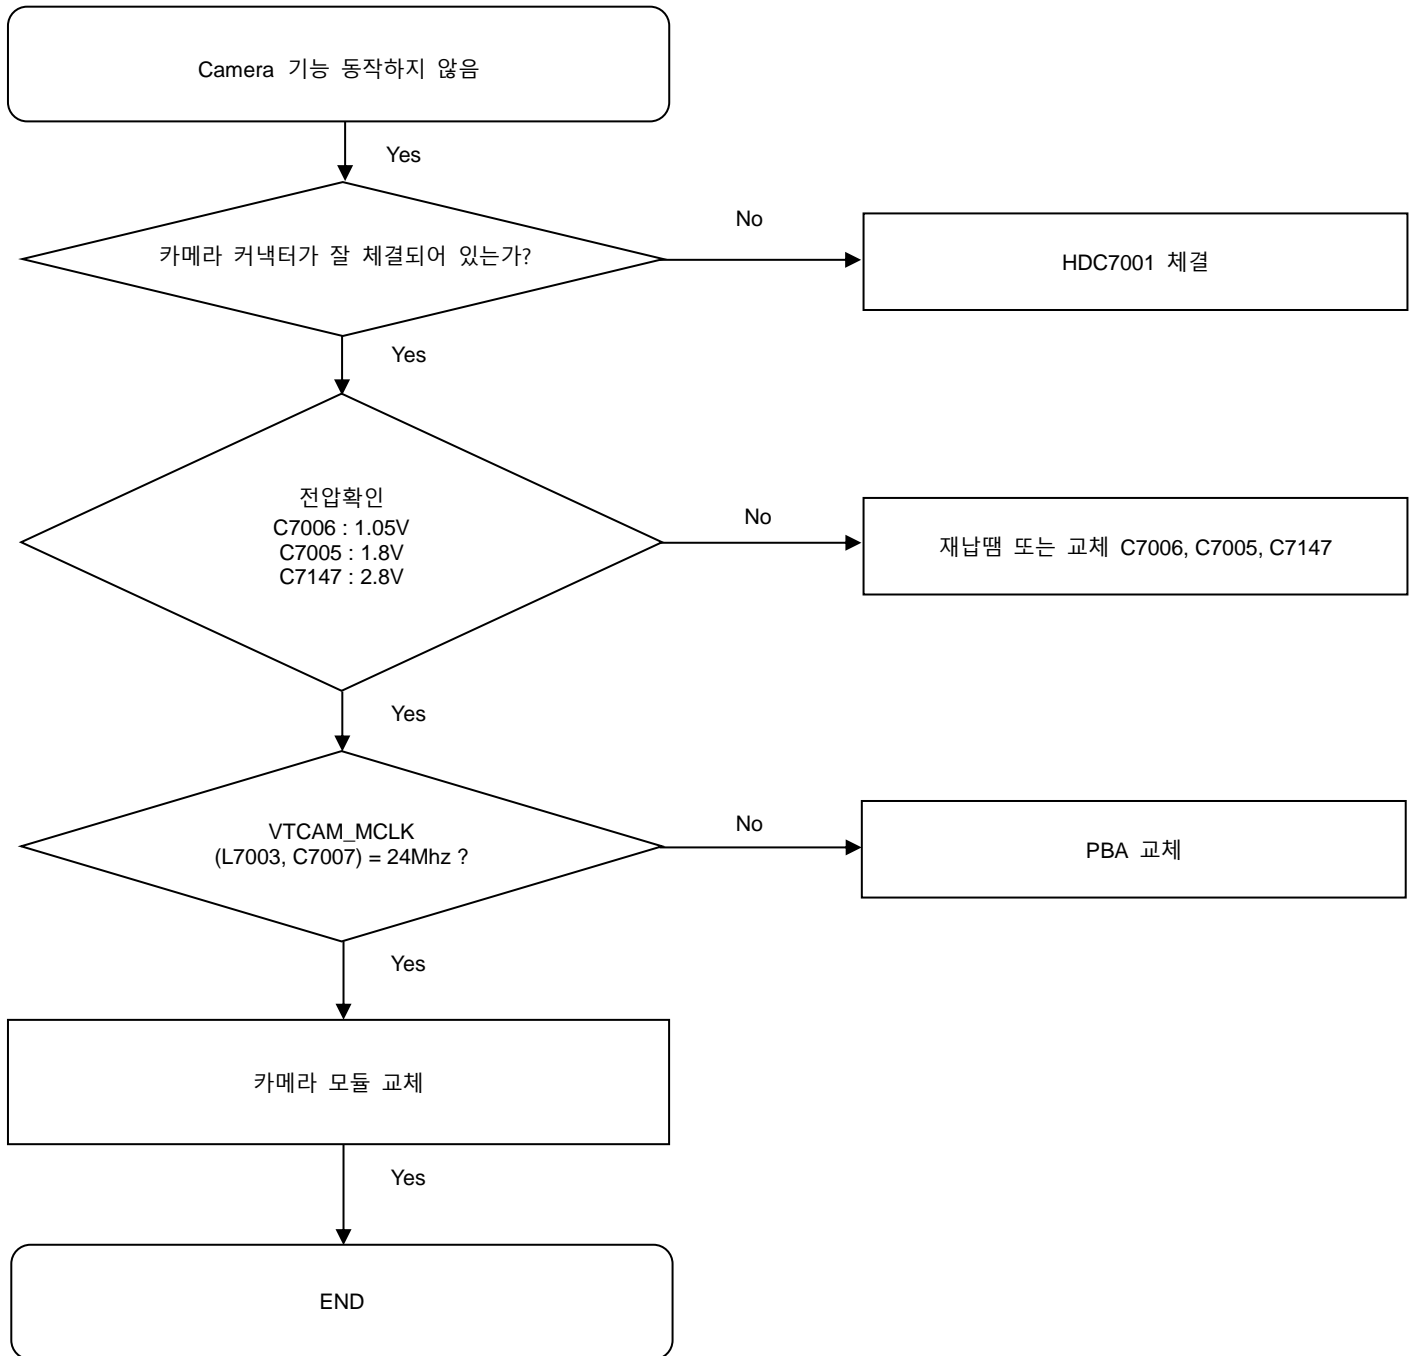 Camera 기능 동작하지 않음
Yes
카메라 커낵터가 잘 체결되어 있는가?
No
HDC7001 체결
Yes
전압확인
C7006 : 1.05V
C7005 : 1.8V
C7147 : 2.8V
No
재납땜 또는 교체 C7006, C7005, C7147
Yes
VTCAM_MCLK
(L7003, C7007) = 24Mhz ?
No
PBA 교체
Yes
카메라 모듈 교체
Yes
END